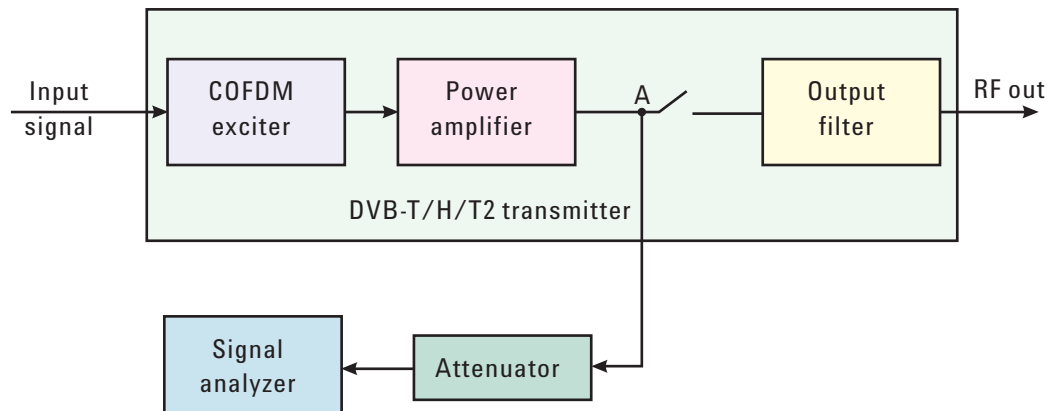 Input
signal
COFDM
exciter
Power
amplifier
A
Output
filter
RF out
DVB-T/H/T2 transmitter
Signal
analyzer
Attenuator